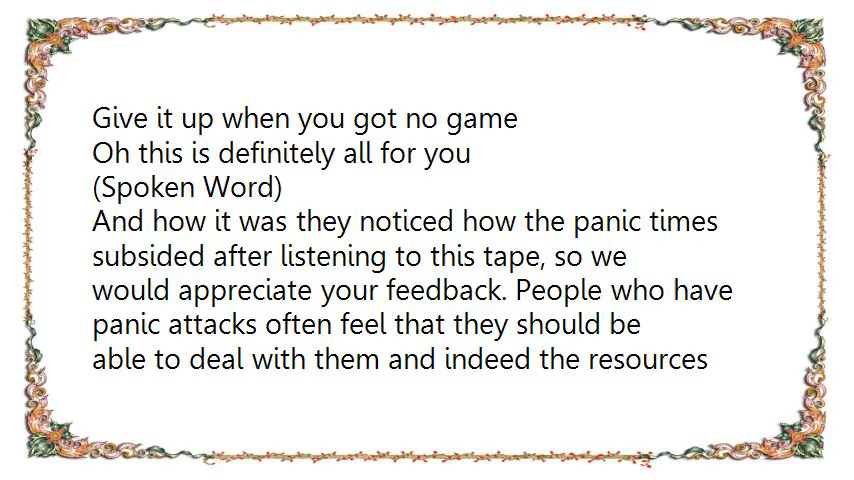 Give it up when you got no game
Oh this is definitely all for you
(Spoken Word)
And how it was they noticed how the panic times
subsided after listening to this tape, so we
would appreciate your feedback. People who have
panic attacks often feel that they should be
able to deal with them and indeed the resources